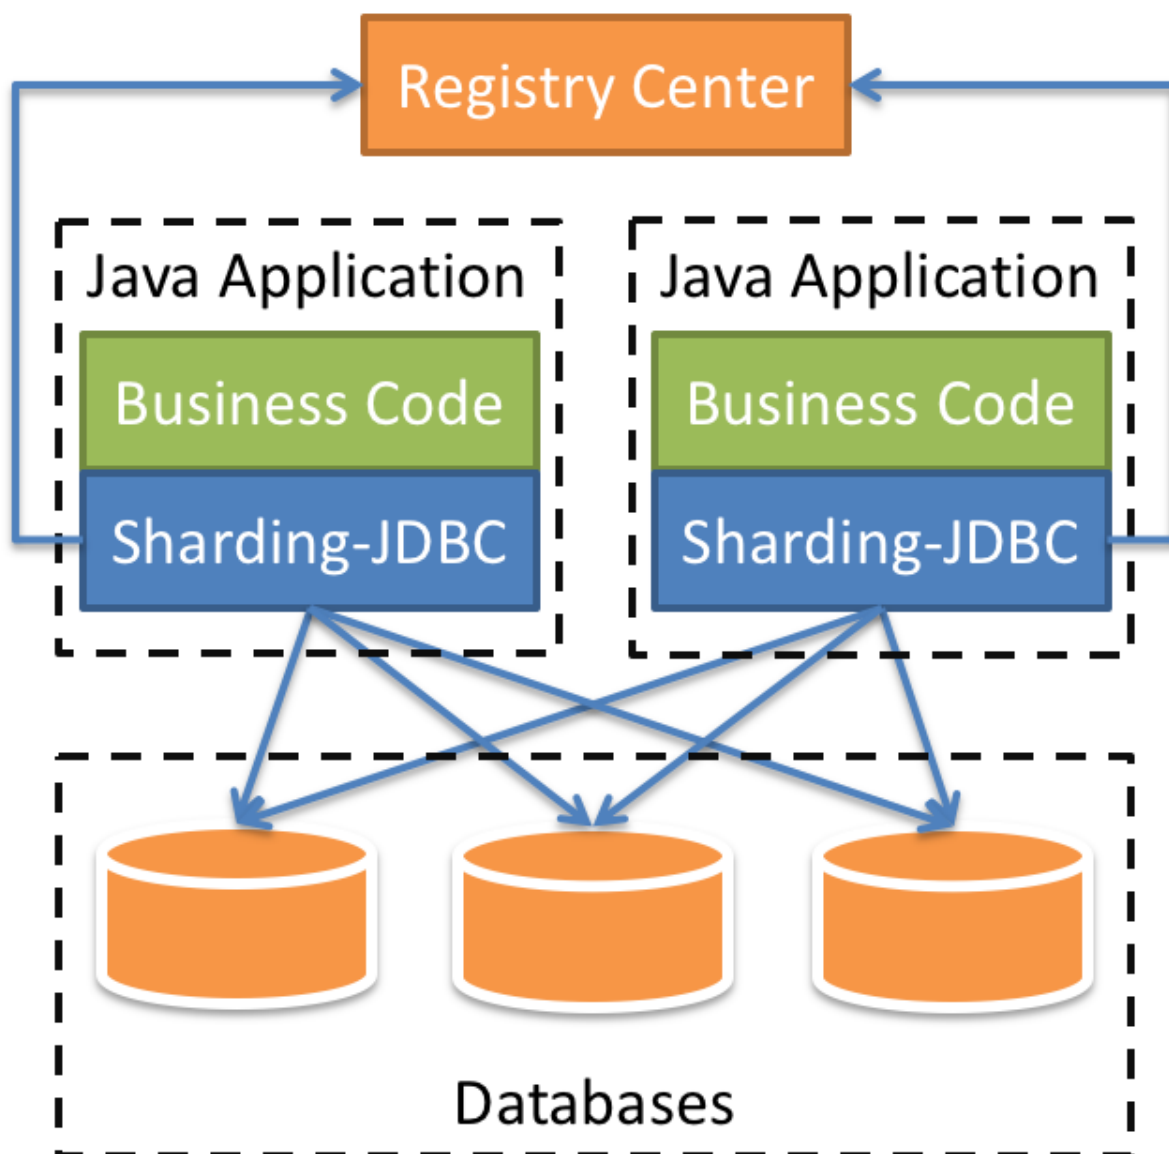 Registry Center
Java Application
Java Application
Business Code
Business Code
Sharding-JDBC
Sharding-JDBC
Databases